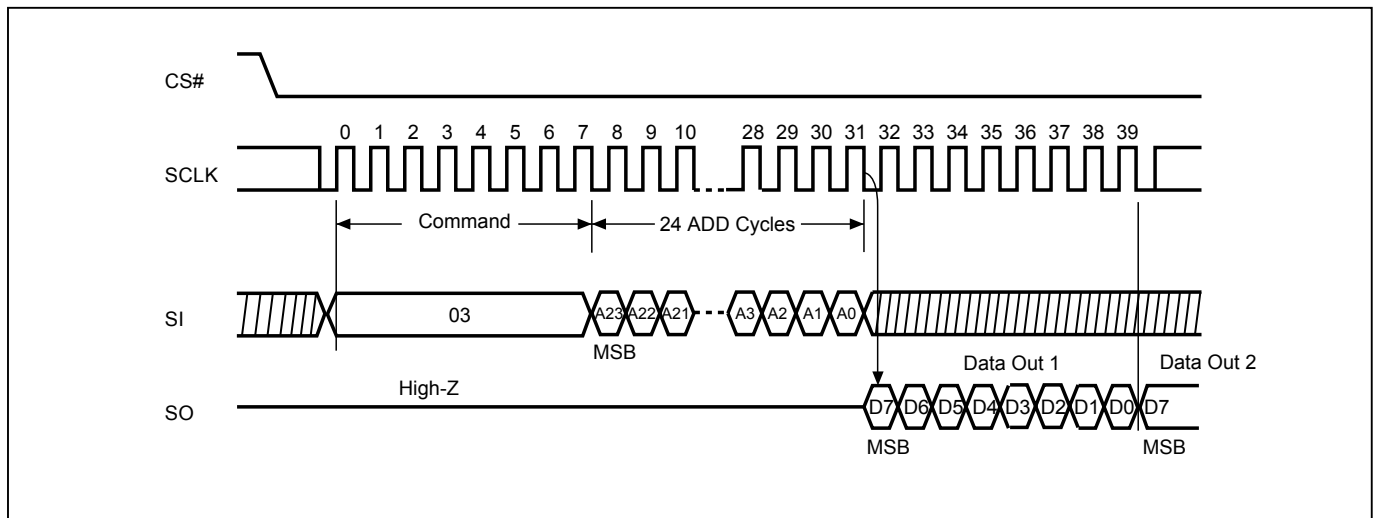 CS#
0 1 2 3 4 5 6 7 8 9 10 28 29 30 31 32 33 34 35 36 37 38 39
SCLK
Command 24 ADD Cycles
SI 03 A23 A22 A21 A3 A2 A1 A0
MSB
Data Out 1 Data Out 2
High-Z
SO D7 D6 D5 D4 D3 D2 D1 D0 D7
MSB MSB